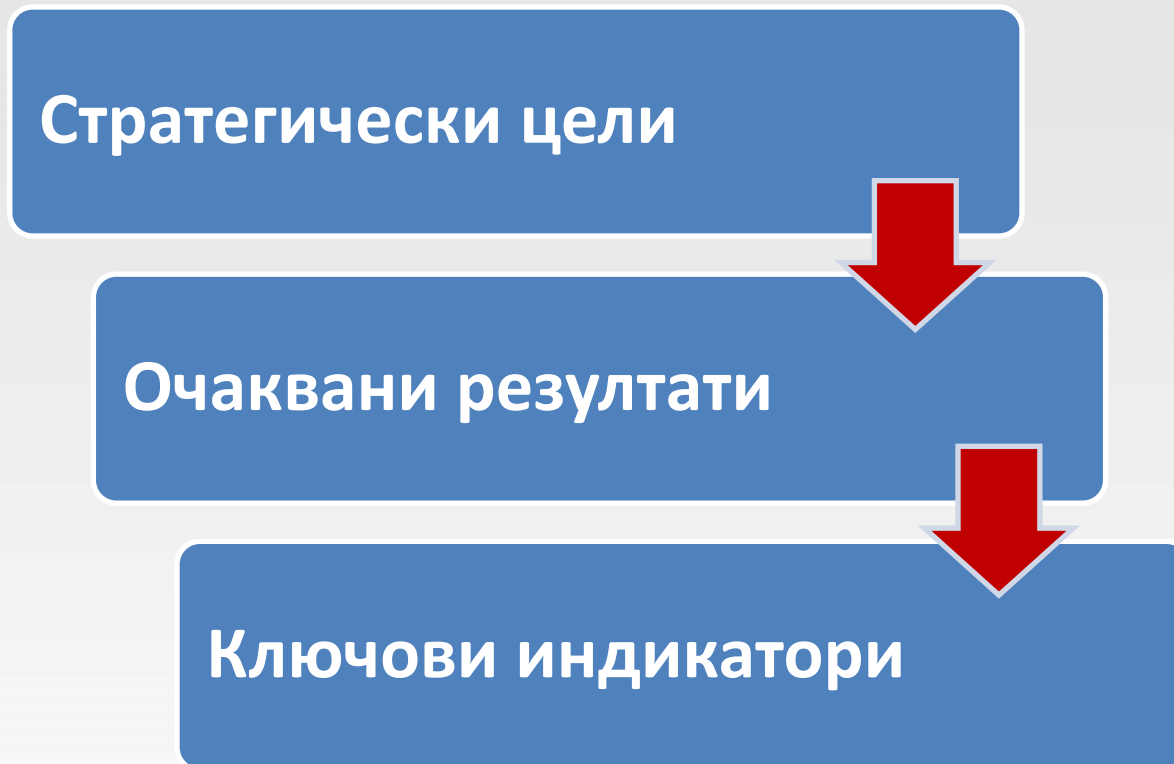 Стратегически цели
Очаквани резултати
Ключови индикатори